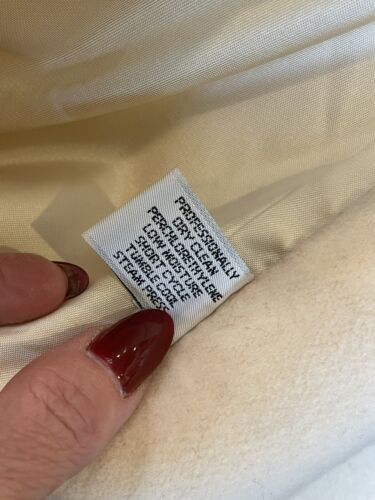 PROFESSIONALLY
DRY CLEAN
PERCHLORETHYLENE
LOW MOISTURE
SHORT CYCLE
TUMBLE COOL
STEAM PRESS